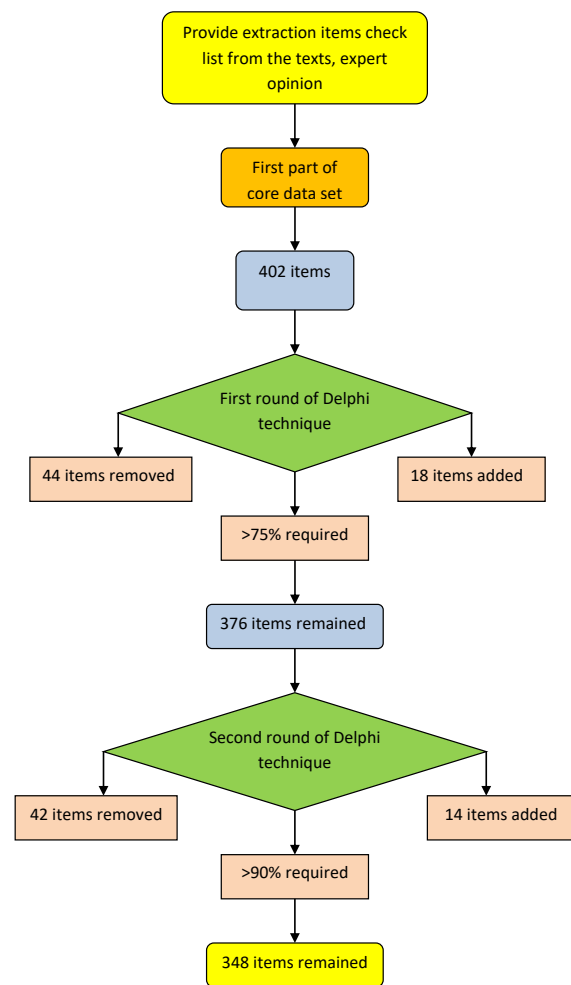 Provide extraction items check
list from the texts, expert
opinion
First part of
core data set
402 items
First round of Delphi
technique
44 items removed
18 items added
>75% required
376 items remained
Second round of Delphi
technique
42 items removed
14 items added
>90% required
348 items remained